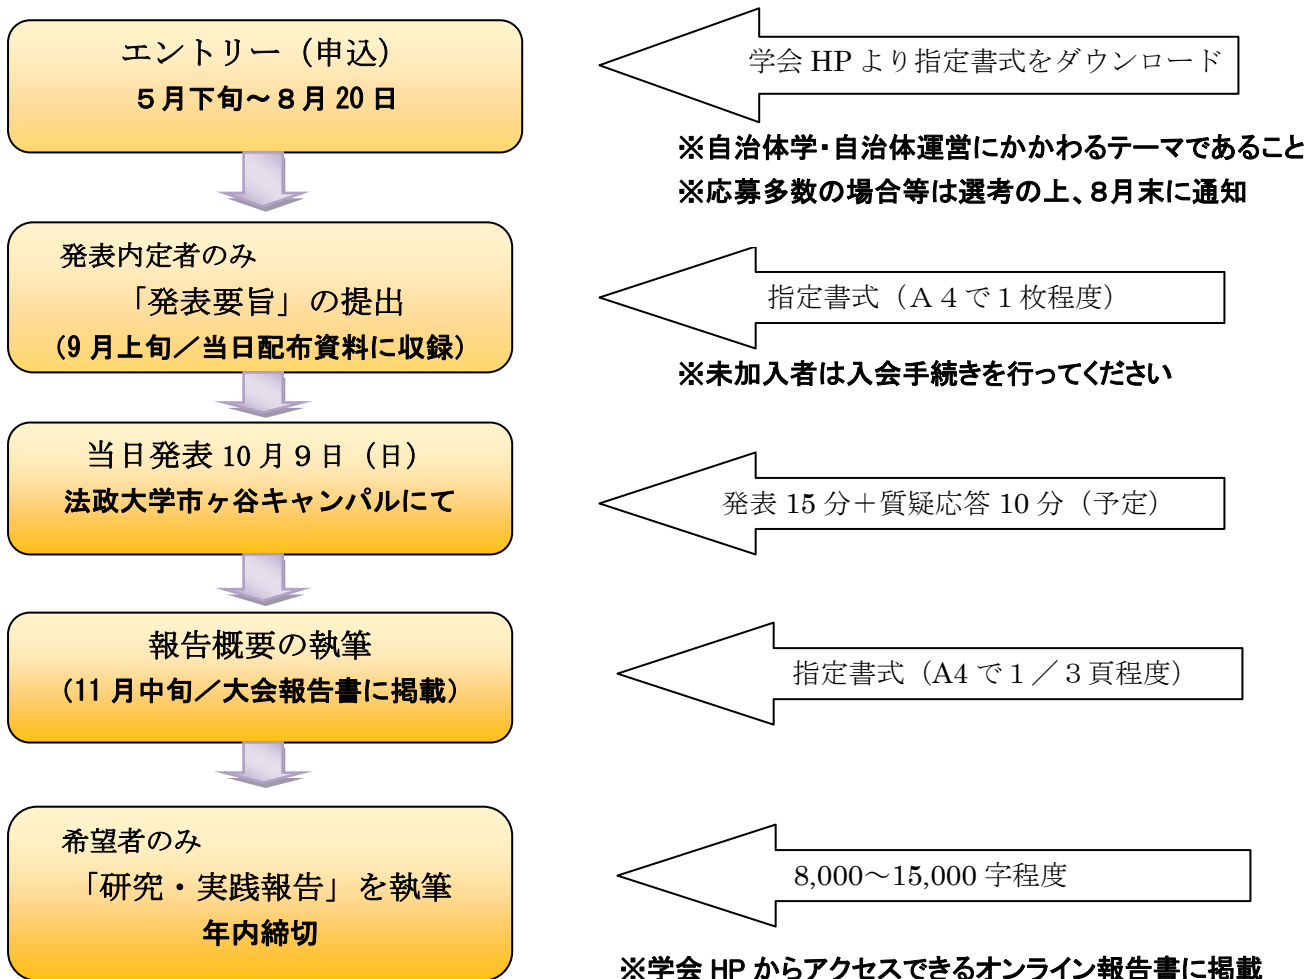 エントリー（申込）
５月下旬～８月 20 日
学会 HP より指定書式をダウンロード
※自治体学・自治体運営にかかわるテーマであること
※応募多数の場合等は選考の上、８月末に通知
発表内定者のみ
「発表要旨」の提出
（9 月上旬／当日配布資料に収録）
指定書式（Ａ４で１枚程度）
※未加入者は入会手続きを行ってください
当日発表 10 月９日（日）
法政大学市ヶ谷キャンパルにて
発表 15 分＋質疑応答 10 分（予定）
報告概要の執筆
（11 月中旬／大会報告書に掲載）
指定書式（A4 で１／３頁程度）
希望者のみ
「研究・実践報告」を執筆
年内締切
8,000～15,000 字程度
※学会 HP からアクセスできるオンライン報告書に掲載